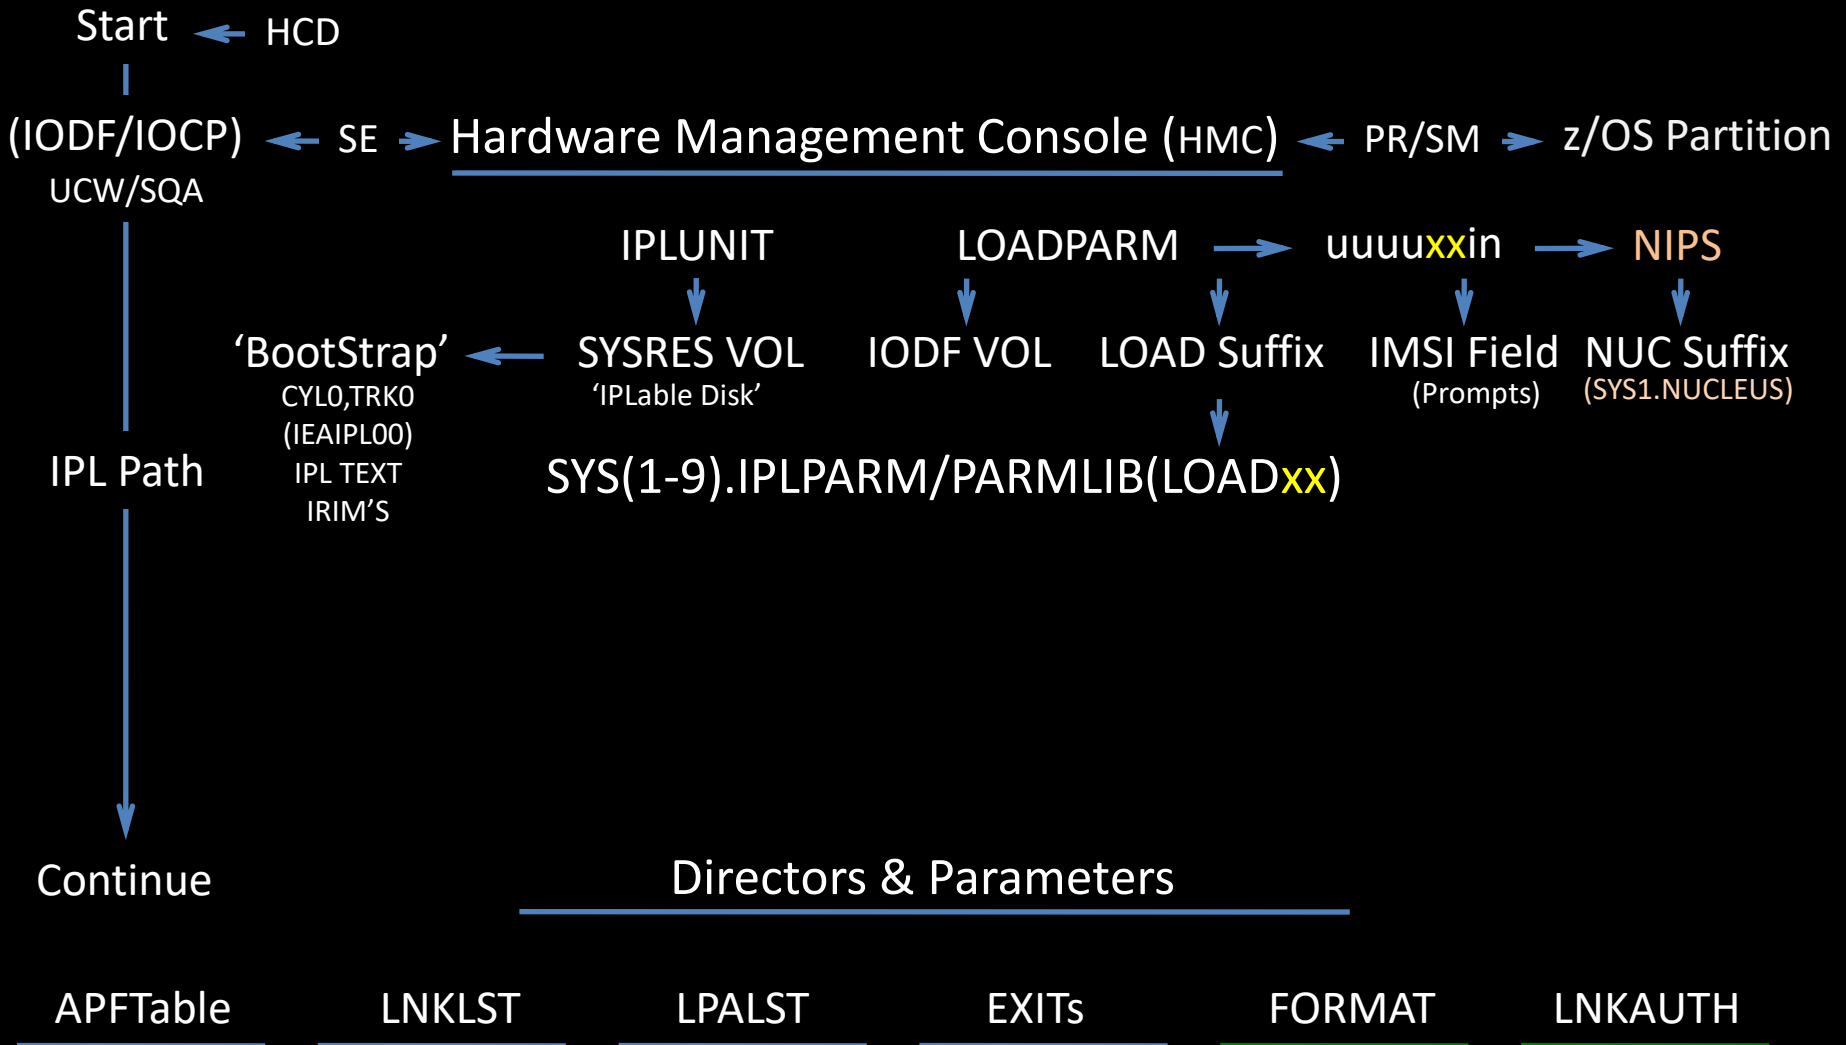 Start HCD
(IODF/IOCP) SE Hardware Management Console (HMC) PR/SM z/OS Partition
UCW/SQA
IPLUNIT LOADPARM uuuuxxin NIPS
'BootStrap' SYSRES VOL IODF VOL LOAD Suffix IMSI Field NUC Suffix
CYL0,TRK0 'IPLable Disk' (Prompts) (SYS1.NUCLEUS)
(IEAIPL00)
IPL Path IPL TEXT SYS(1-9).IPLPARM/PARMLIB(LOADxx)
IRIM'S
Continue Directors & Parameters
APFTable LNKLST LPALST EXITs FORMAT LNKAUTH